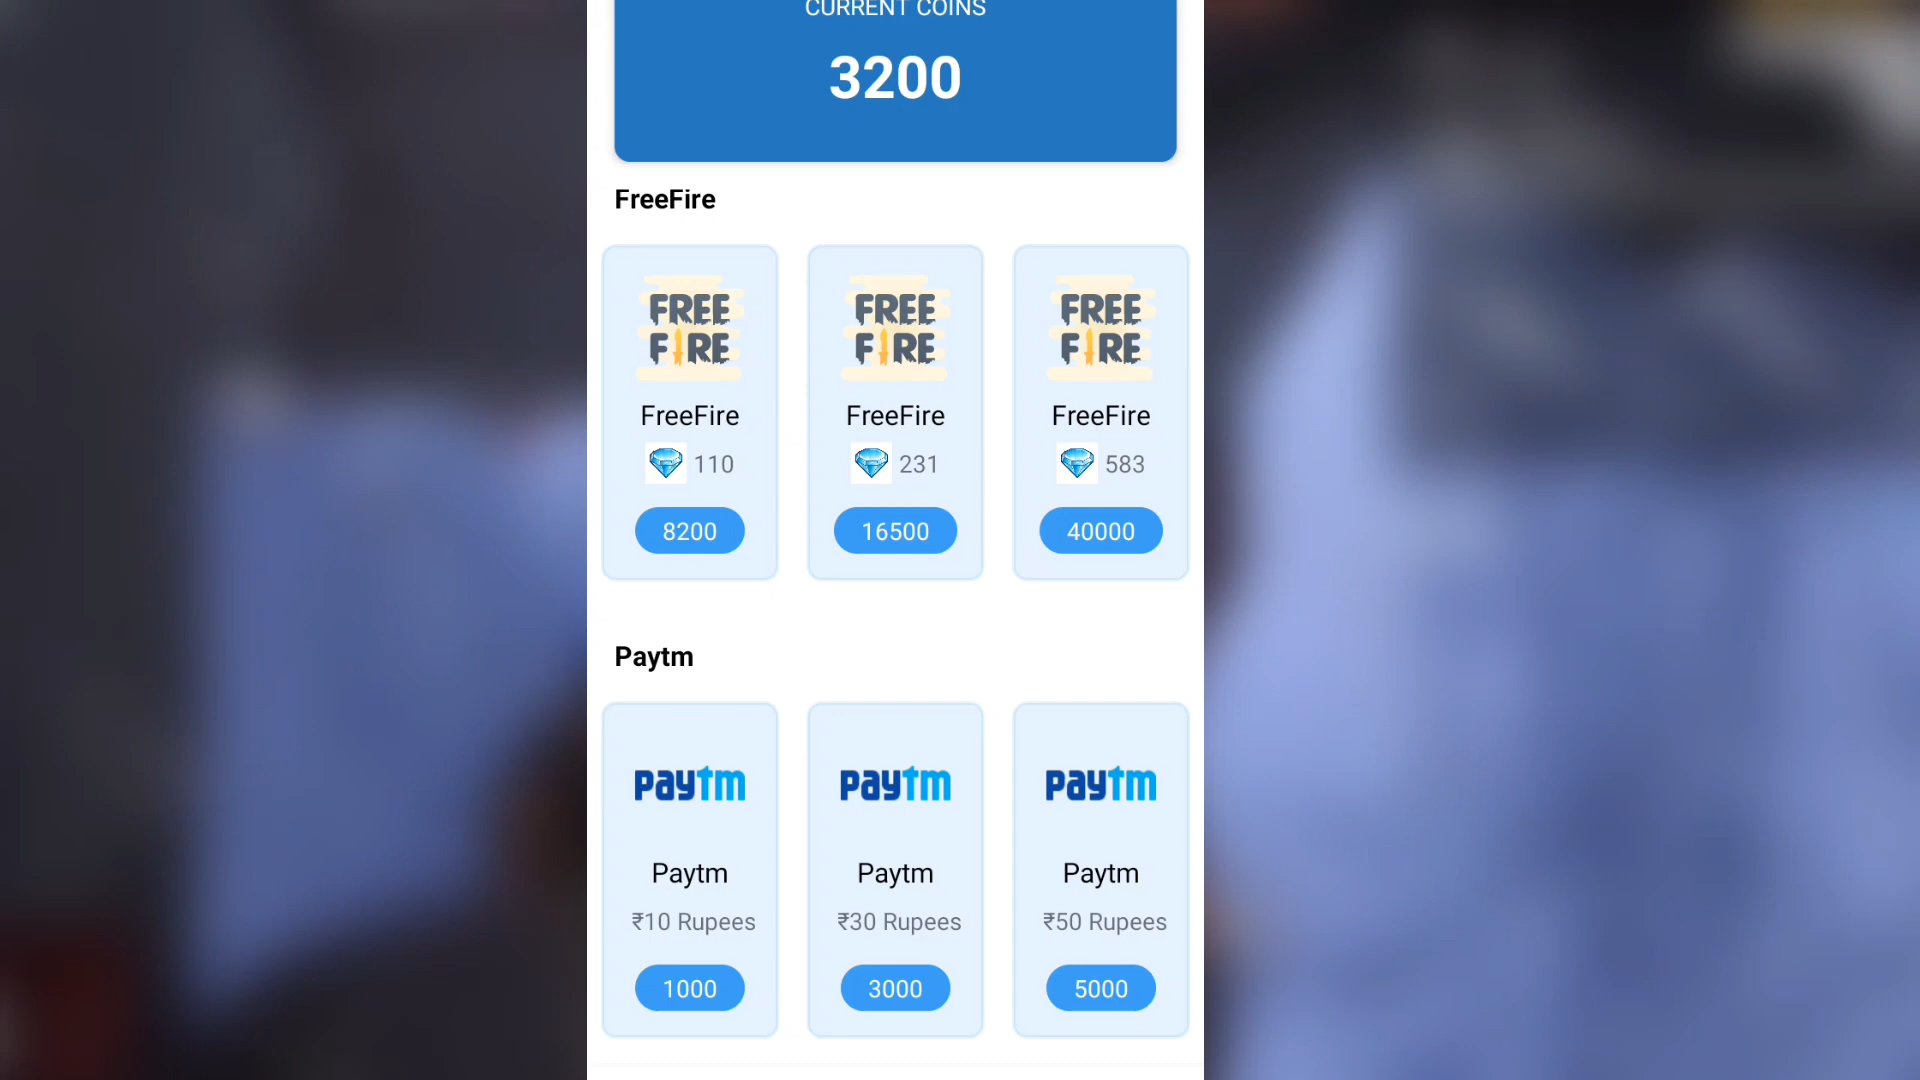 CURRENT COINS
3200
FreeFire
FREE FIRE
FREE FIRE
FREE FIRE
FreeFire
FreeFire
FreeFire
110
231
583
8200
16500
40000
Paytm
paytm
paytm
paytm
Paytm
Paytm
Paytm
₹10 Rupees
₹30 Rupees
₹50 Rupees
1000
3000
5000